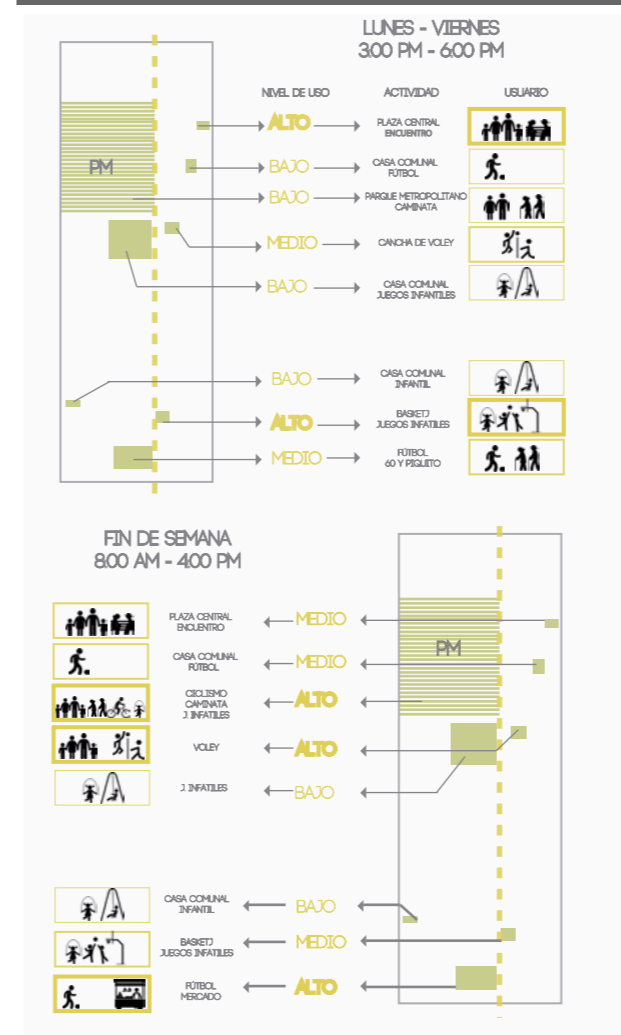 LUNES - VIERNES
3:00 PM - 6:00 PM
NIVEL DE USO
ACTIVIDAD
USUARIO
ALTO
PLAZA CENTRAL
ENCUENTRO
PM
BAJO
CASA COMUNAL
FÚTBOL
BAJO
PARQUE METROPOLITANO
CAMINATA
MEDIO
CANCHA DE VOLEY
BAJO
CASA COMUNAL
JUEGOS INFANTILES
BAJO
CASA COMUNAL
INFANTIL
ALTO
BASKETJ
JUEGOS INFATILES
MEDIO
FÚTBOL
60 Y PIQUITO
FIN DE SEMANA
8:00 AM - 4:00 PM
PLAZA CENTRAL
ENCUENTRO
MEDIO
CASA COMUNAL
FÚTBOL
MEDIO
PM
CICLISMO
CAMINATA
J. INFATILES
ALTO
VOLEY
ALTO
J. INFATILES
BAJO
CASA COMUNAL
INFANTIL
BAJO
BASKETJ
JUEGOS INFATILES
MEDIO
FÚTBOL
MERCADO
ALTO